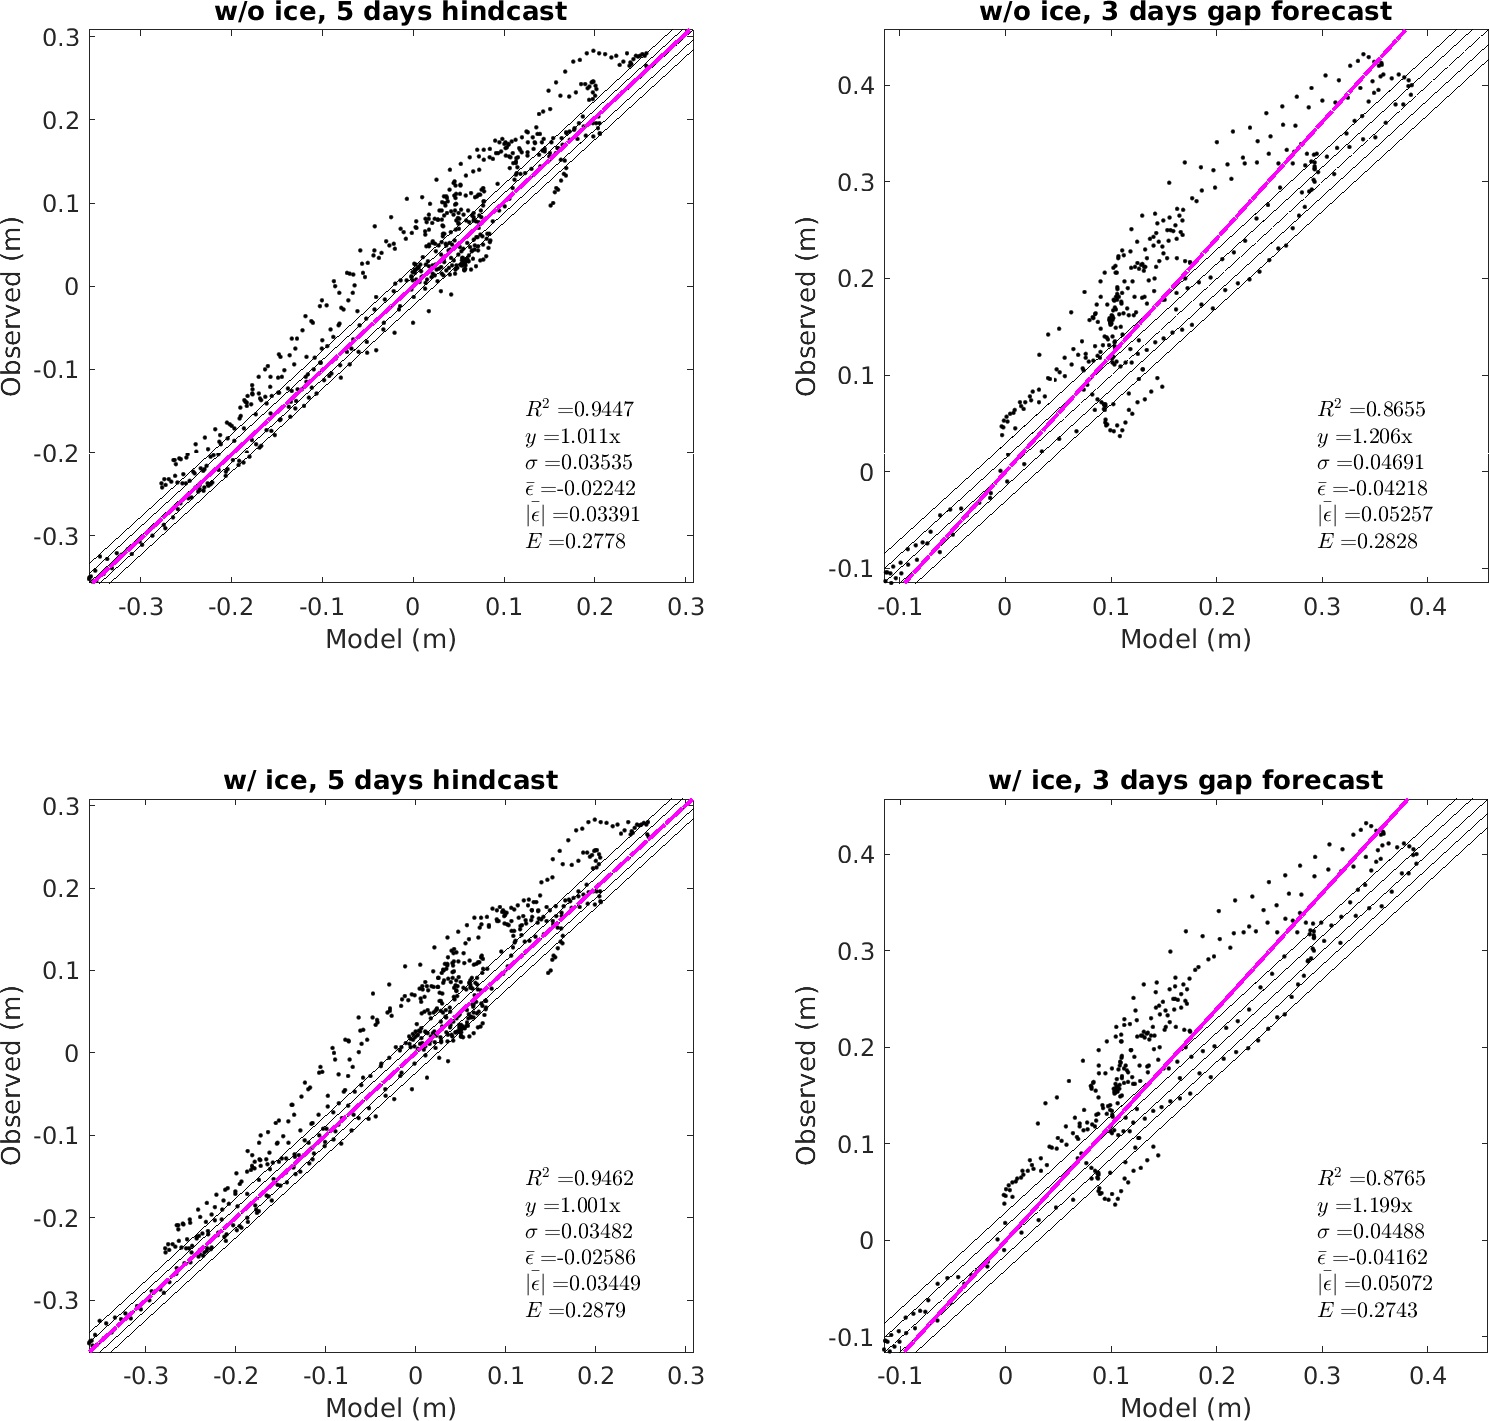 w/o ice, 5 days hindcast
0.3
0.2
0.1
0
-0.1
-0.2
-0.3
Observed (m)
R² =0.9447
y =1.011x
σ =0.03535
ε̄ =-0.02242
|ε̄| =0.03391
E =0.2778
-0.3 -0.2 -0.1 0 0.1 0.2 0.3
Model (m)
w/o ice, 3 days gap forecast
0.4
0.3
0.2
0.1
0
-0.1
Observed (m)
R² =0.8655
y =1.206x
σ =0.04691
ε̄ =-0.04218
|ε̄| =0.05257
E =0.2828
-0.1 0 0.1 0.2 0.3 0.4
Model (m)
w/ ice, 5 days hindcast
0.3
0.2
0.1
0
-0.1
-0.2
-0.3
Observed (m)
R² =0.9462
y =1.001x
σ =0.03482
ε̄ =-0.02586
|ε̄| =0.03449
E =0.2879
-0.3 -0.2 -0.1 0 0.1 0.2 0.3
Model (m)
w/ ice, 3 days gap forecast
0.4
0.3
0.2
0.1
0
-0.1
Observed (m)
R² =0.8765
y =1.199x
σ =0.04488
ε̄ =-0.04162
|ε̄| =0.05072
E =0.2743
-0.1 0 0.1 0.2 0.3 0.4
Model (m)